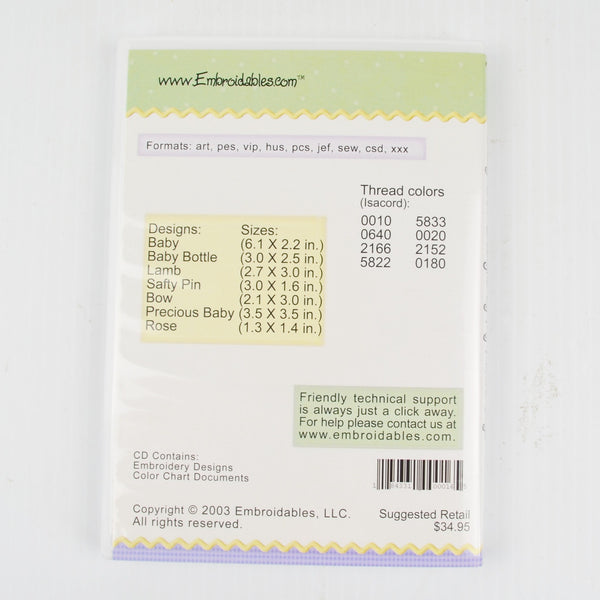 www.Embroidables.com™
Formats: art, pes, vip, hus, pcs, jef, sew, csd, xxx
Thread colors
(Isacord):
0010 5833
0640 0020
2166 2152
5822 0180
Designs: Sizes:
Baby (6.1 X 2.2 in.)
Baby Bottle (3.0 X 2.5 in.)
Lamb (2.7 X 3.0 in.)
Safty Pin (3.0 X 1.6 in.)
Bow (2.1 X 3.0 in.)
Precious Baby (3.5 X 3.5 in.)
Rose (1.3 X 1.4 in.)
Friendly technical support
is always just a click away.
For help please contact us at
www.embroidables.com.
CD Contains:
Embroidery Designs
Color Chart Documents
Copyright © 2003 Embroidables, LLC.
All rights reserved.
Suggested Retail
$34.95